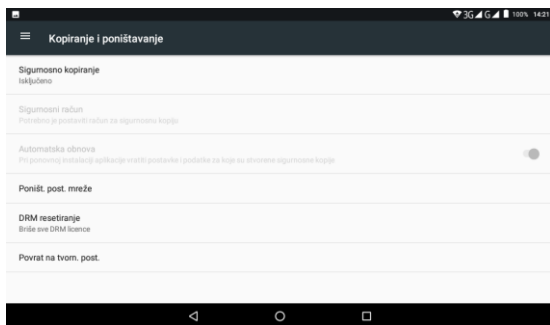 3G G 100% 14:21
Kopiranje i poništavanje
Sigurnosno kopiranje
Isključeno
Sigurnosni račun
Potrebno je postaviti račun za sigurnosnu kopiju
Automatska obnova
Pri ponovnoj instalaciji aplikacije vratiti postavke i podatke za koje su stvorene sigurnosne kopije
Poništ. post. mreže
DRM resetiranje
Briše sve DRM licence
Povrat na tvorn. post.